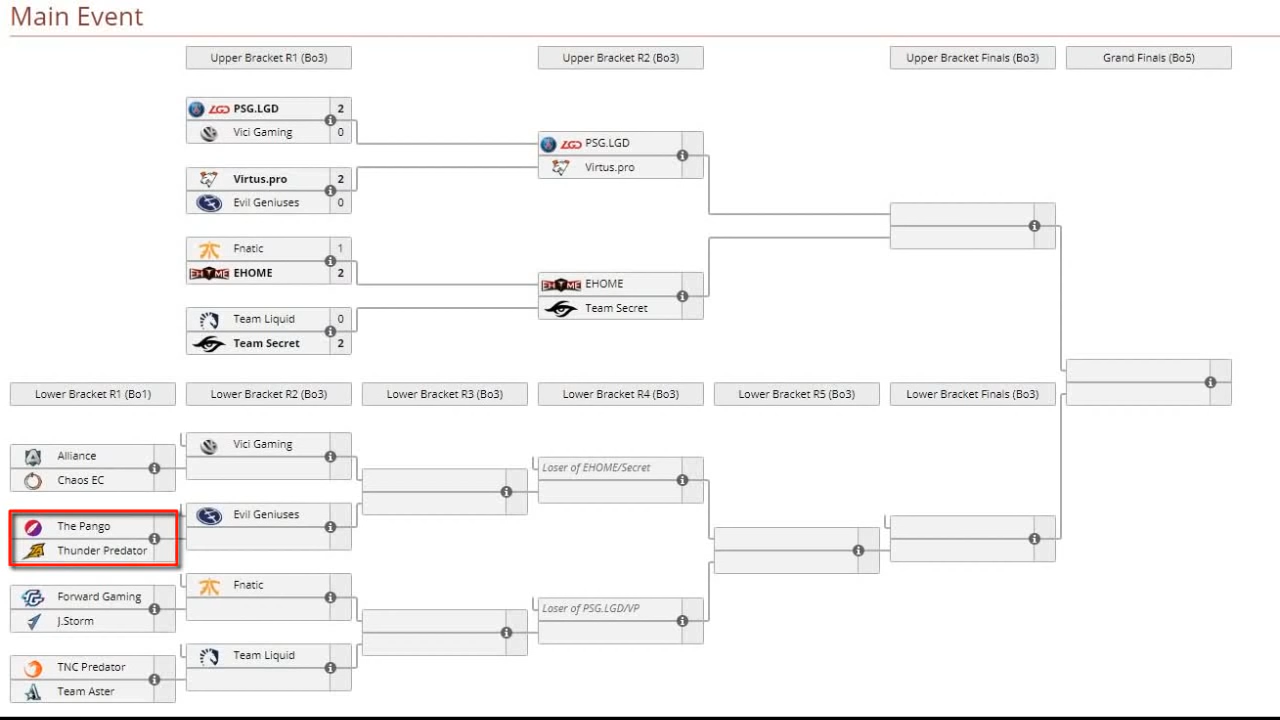 Main Event
Upper Bracket R1 (Bo3)
Upper Bracket R2 (Bo3)
Upper Bracket Finals (Bo3)
Grand Finals (Bo5)
LGD PSG.LGD 2
Vici Gaming 0
Virtus.pro 2
Evil Geniuses 0
Fnatic 1
EHOME EHOME 2
Team Liquid 0
Team Secret 2
LGD PSG.LGD
Virtus.pro
EHOME EHOME
Team Secret
Lower Bracket R1 (Bo1)
Lower Bracket R2 (Bo3)
Lower Bracket R3 (Bo3)
Lower Bracket R4 (Bo3)
Lower Bracket R5 (Bo3)
Lower Bracket Finals (Bo3)
Alliance
Chaos EC
The Pango
Thunder Predator
Forward Gaming
J.Storm
TNC Predator
Team Aster
Vici Gaming
Evil Geniuses
Fnatic
Team Liquid
Loser of EHOME/Secret
Loser of PSG.LGD/VP